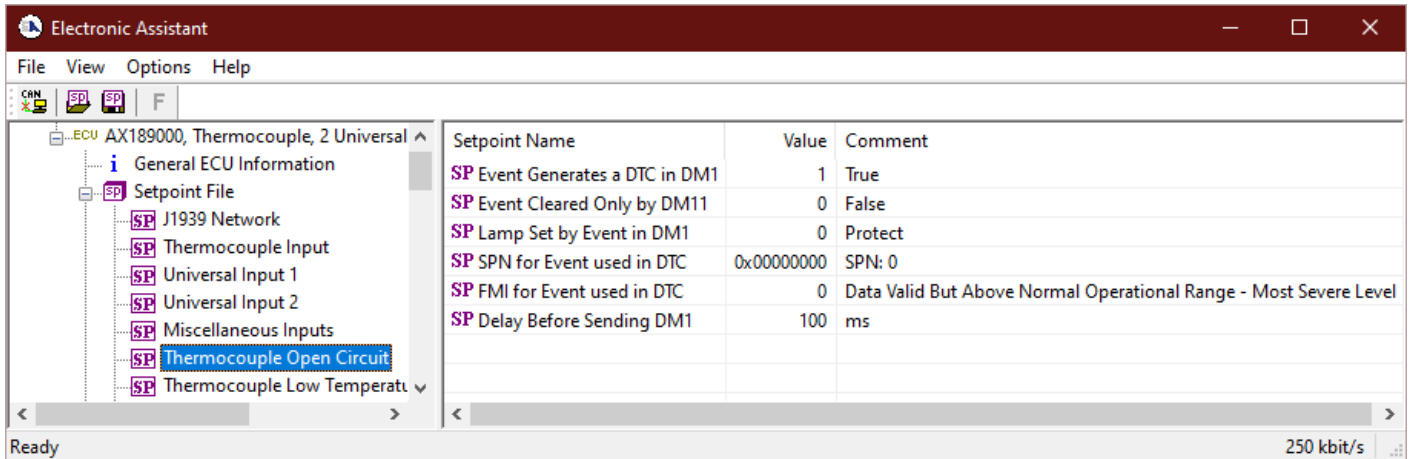 Electronic Assistant
File View Options Help
CAN SP SP F
ECU AX189000, Thermocouple, 2 Universal
i General ECU Information
SP Setpoint File
SP J1939 Network
SP Thermocouple Input
SP Universal Input 1
SP Universal Input 2
SP Miscellaneous Inputs
SP Thermocouple Open Circuit
SP Thermocouple Low Temperatu
Setpoint Name Value Comment
SP Event Generates a DTC in DM1 1 True
SP Event Cleared Only by DM11 0 False
SP Lamp Set by Event in DM1 0 Protect
SP SPN for Event used in DTC 0x00000000 SPN: 0
SP FMI for Event used in DTC 0 Data Valid But Above Normal Operational Range - Most Severe Level
SP Delay Before Sending DM1 100 ms
Ready 250 kbit/s